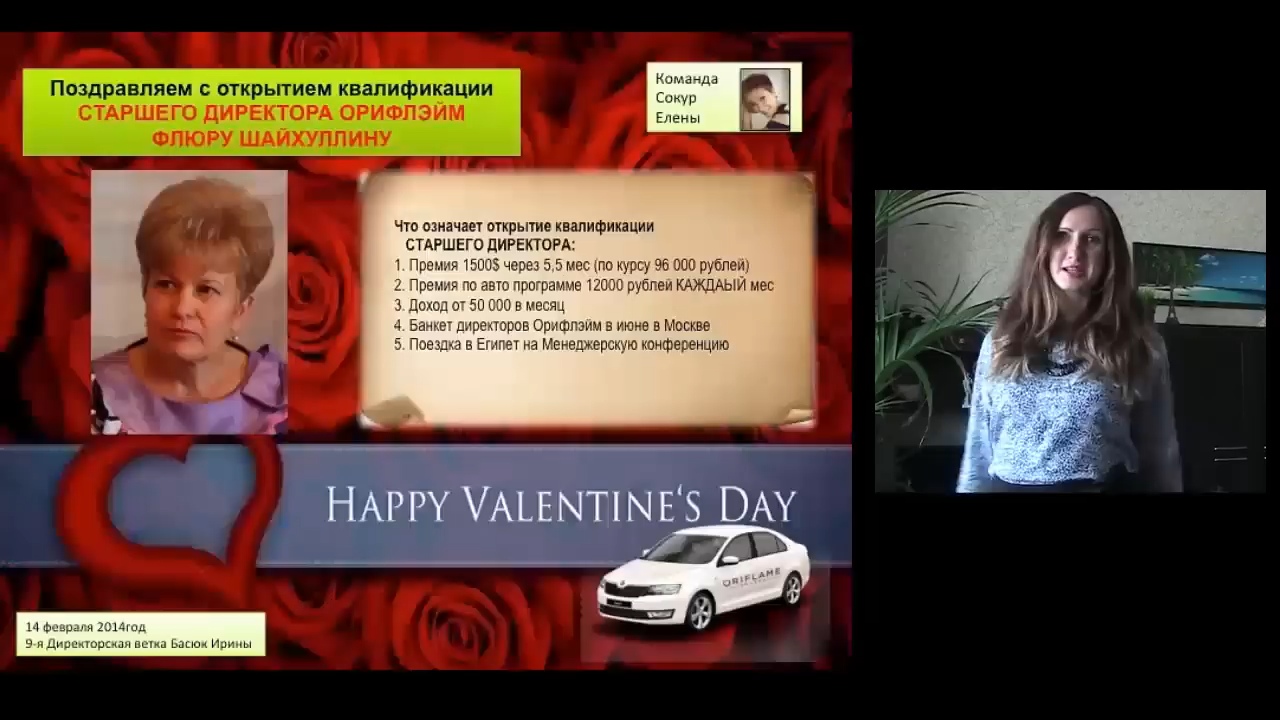 Поздравляем с открытием квалификации
СТАРШЕГО ДИРЕКТОРА ОРИФЛЭЙМ
ФЛЮРУ ШАЙХУЛЛИНУ
Команда
Сокур
Елены
Что означает открытие квалификации
СТАРШЕГО ДИРЕКТОРА:
1. Премия 1500$ через 5,5 мес (по курсу 96 000 рублей)
2. Премия по авто программе 12000 рублей КАЖДАЫЙ мес
3. Доход от 50 000 в месяц
4. Банкет директоров Орифлэйм в июне в Москве
5. Поездка в Египет на Менеджерскую конференцию
HAPPY VALENTINE'S DAY
ORIFLAME
14 февраля 2014год
9-я Директорская ветка Басюк Ирины